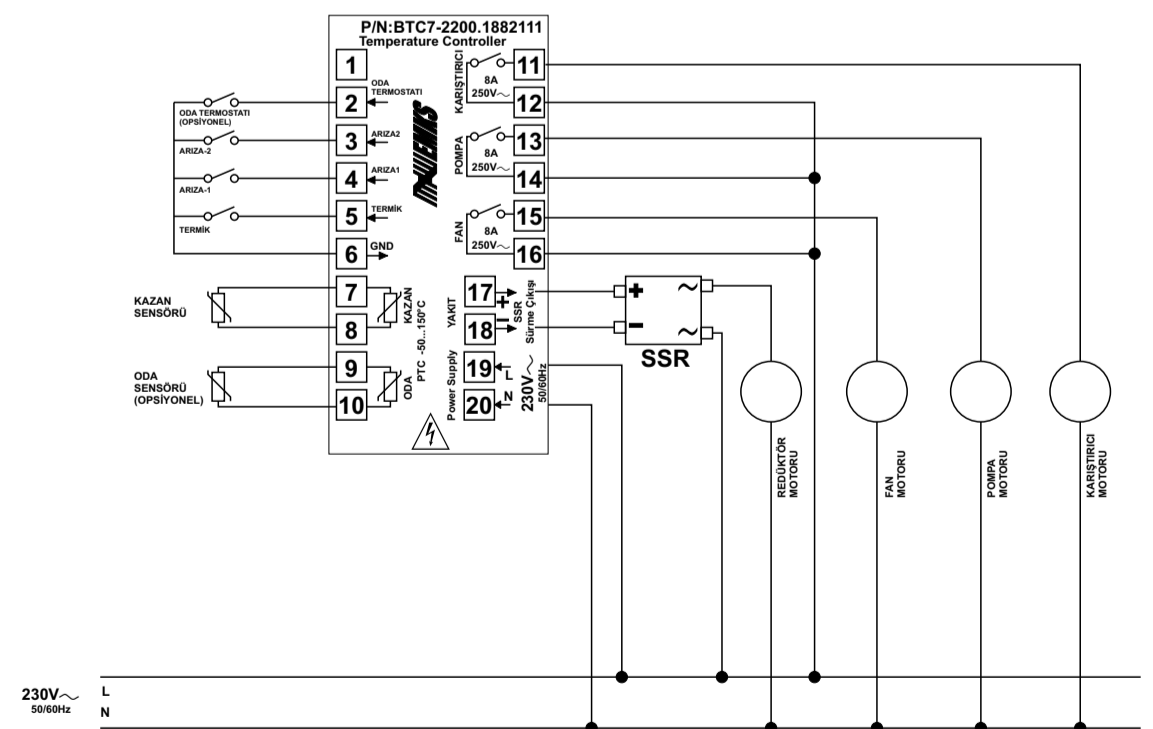 P/N:BTC7-2200.1882111
Temperature Controller
1
2
ODA
TERMOSTATI
3
ARIZA2
4
ARIZA1
5
TERMİK
6
GND
7
8
9
10
KAZAN
ODA
PTC -50...150°C
ODA TERMOSTATI
(OPSİYONEL)
ARIZA-2
ARIZA-1
TERMİK
KAZAN
SENSÖRÜ
ODA
SENSÖRÜ
(OPSİYONEL)
KARIŞTIRICI
8A
250V～
11
12
POMPA
8A
250V～
13
14
FAN
8A
250V～
15
16
YAKIT
17
+
18
−
SSR
Sürme Çıkışı
Power Supply
19
L
20
N
230V～
50/60Hz
+
−
～
～
SSR
REDÜKTÖR
MOTORU
FAN
MOTORU
POMPA
MOTORU
KARIŞTIRICI
MOTORU
230V～
50/60Hz
L
N